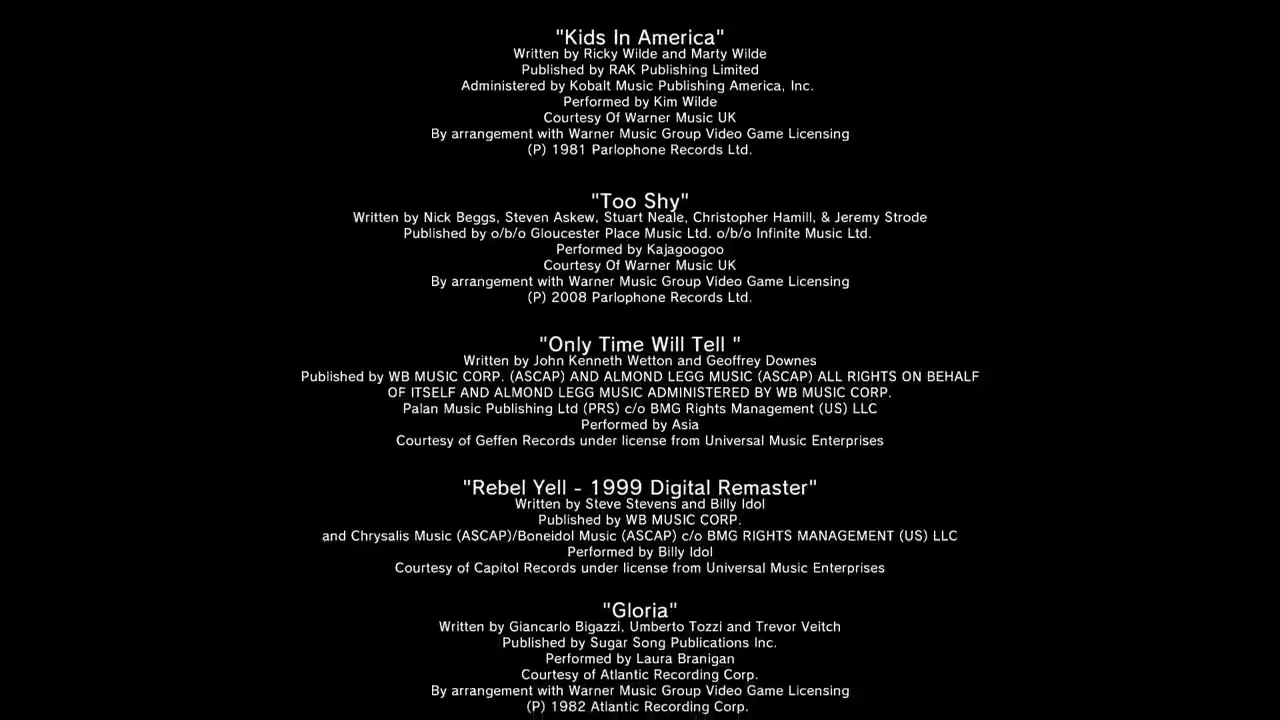 "Kids In America"
Written by Ricky Wilde and Marty Wilde
Published by RAK Publishing Limited
Administered by Kobalt Music Publishing America, Inc.
Performed by Kim Wilde
Courtesy Of Warner Music UK
By arrangement with Warner Music Group Video Game Licensing
(P) 1981 Parlophone Records Ltd.
"Too Shy"
Written by Nick Beggs, Steven Askew, Stuart Neale, Christopher Hamill, & Jeremy Strode
Published by o/b/o Gloucester Place Music Ltd. o/b/o Infinite Music Ltd.
Performed by Kajagoogoo
Courtesy Of Warner Music UK
By arrangement with Warner Music Group Video Game Licensing
(P) 2008 Parlophone Records Ltd.
"Only Time Will Tell "
Written by John Kenneth Wetton and Geoffrey Downes
Published by WB MUSIC CORP. (ASCAP) AND ALMOND LEGG MUSIC (ASCAP) ALL RIGHTS ON BEHALF
OF ITSELF AND ALMOND LEGG MUSIC ADMINISTERED BY WB MUSIC CORP.
Palan Music Publishing Ltd (PRS) c/o BMG Rights Management (US) LLC
Performed by Asia
Courtesy of Geffen Records under license from Universal Music Enterprises
"Rebel Yell - 1999 Digital Remaster"
Written by Steve Stevens and Billy Idol
Published by WB MUSIC CORP.
and Chrysalis Music (ASCAP)/Boneidol Music (ASCAP) c/o BMG RIGHTS MANAGEMENT (US) LLC
Performed by Billy Idol
Courtesy of Capitol Records under license from Universal Music Enterprises
"Gloria"
Written by Giancarlo Bigazzi, Umberto Tozzi and Trevor Veitch
Published by Sugar Song Publications Inc.
Performed by Laura Branigan
Courtesy of Atlantic Recording Corp.
By arrangement with Warner Music Group Video Game Licensing
(P) 1982 Atlantic Recording Corp.